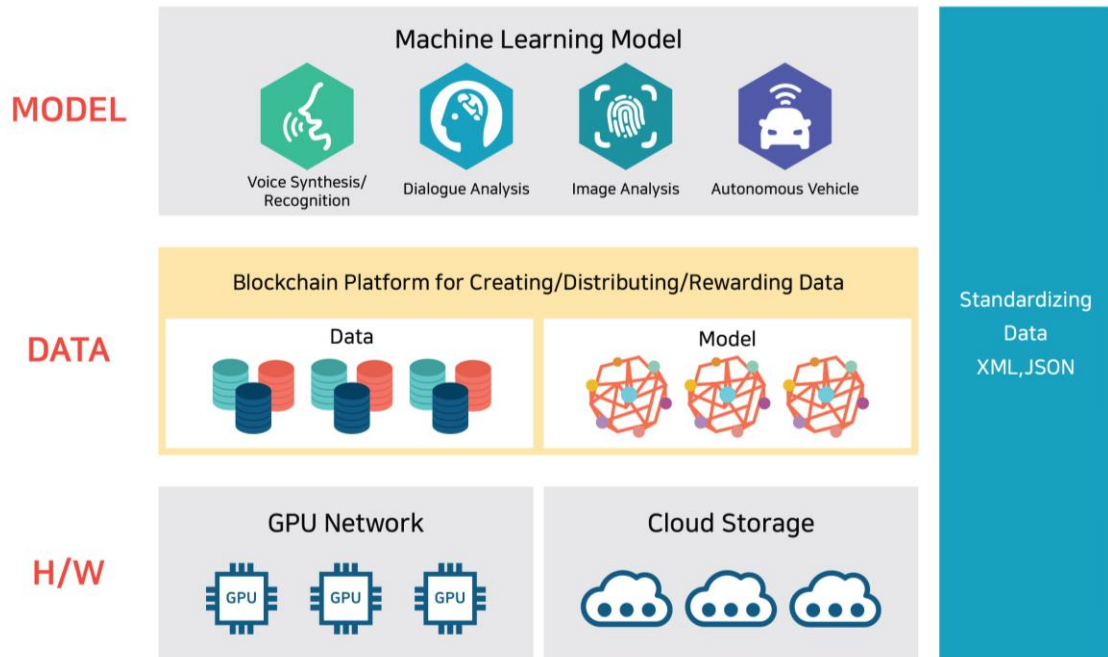 Machine Learning Model
MODEL
Voice Synthesis/
Recognition
Dialogue Analysis
Image Analysis
Autonomous Vehicle
Blockchain Platform for Creating/Distributing/Rewarding Data
DATA
Data
Model
Standardizing
Data
XML,JSON
H/W
GPU Network
Cloud Storage
GPU
GPU
GPU